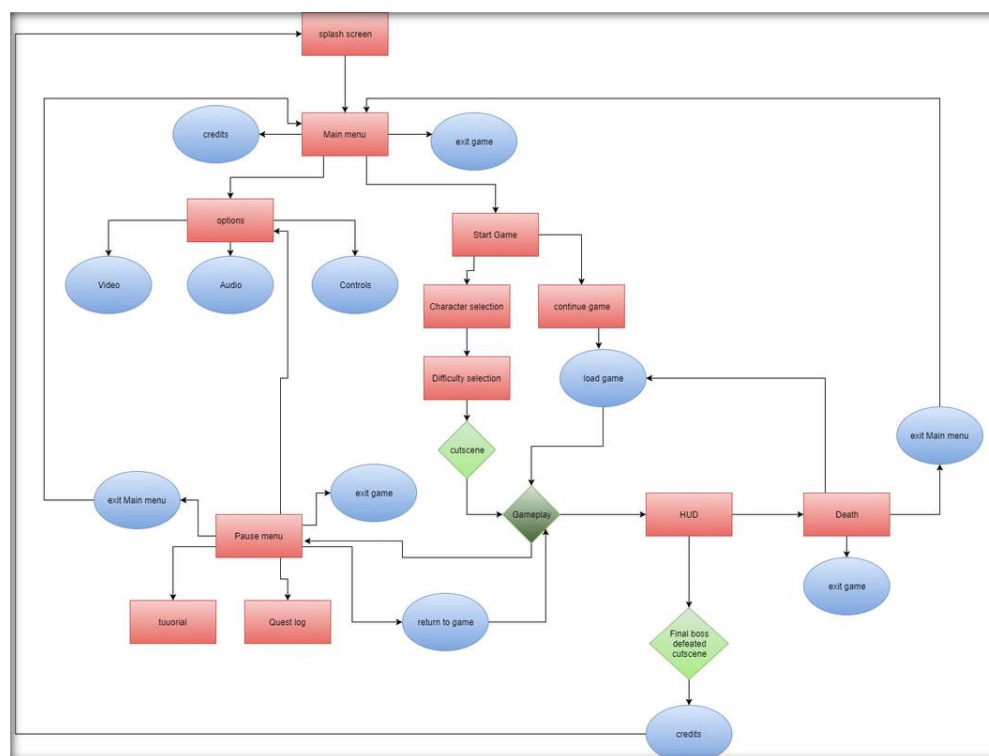 splash screen
credits
Main menu
exit game
options
Start Game
Video
Audio
Controls
Character selection
continue game
Difficulty selection
load game
exit Main menu
cutscene
exit Main menu
exit game
Gameplay
HUD
Death
Pause menu
exit game
tuuorial
Quest log
return to game
Final boss
defeated
cutscene
credits